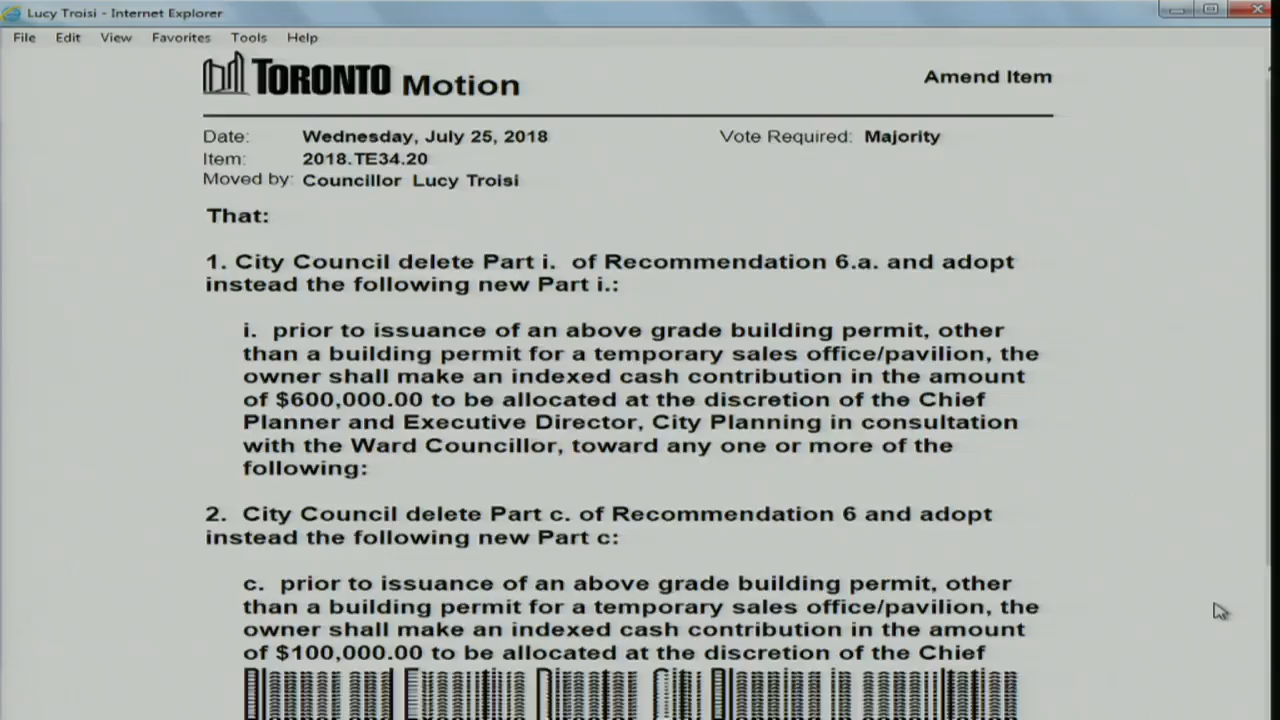 Lucy Troisi - Internet Explorer
File Edit View Favorites Tools Help
TORONTO Motion
Amend Item
Date: Wednesday, July 25, 2018
Vote Required: Majority
Item: 2018.TE34.20
Moved by: Councillor Lucy Troisi
That:
1. City Council delete Part i. of Recommendation 6.a. and adopt
instead the following new Part i.:
i. prior to issuance of an above grade building permit, other
than a building permit for a temporary sales office/pavilion, the
owner shall make an indexed cash contribution in the amount
of $600,000.00 to be allocated at the discretion of the Chief
Planner and Executive Director, City Planning in consultation
with the Ward Councillor, toward any one or more of the
following:
2. City Council delete Part c. of Recommendation 6 and adopt
instead the following new Part c:
c. prior to issuance of an above grade building permit, other
than a building permit for a temporary sales office/pavilion, the
owner shall make an indexed cash contribution in the amount
of $100,000.00 to be allocated at the discretion of the Chief
Planner and Executive Director City Planning in consultation